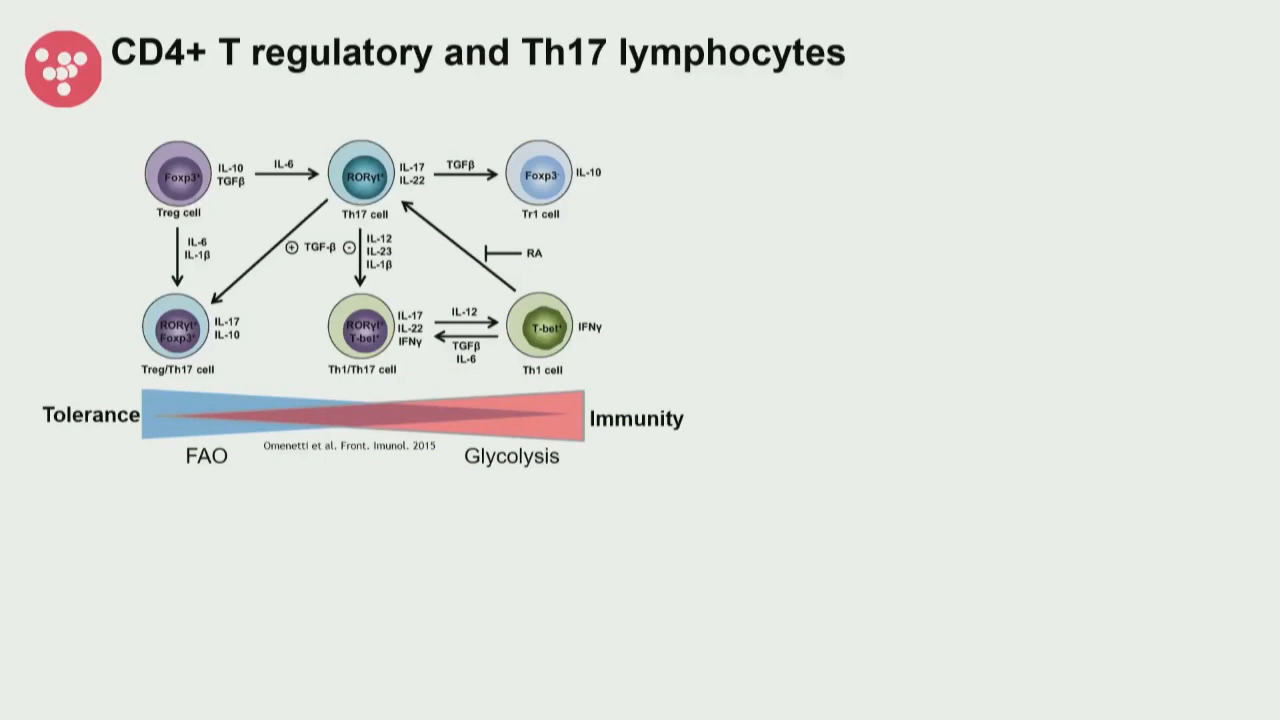 CD4+ T regulatory and Th17 lymphocytes
Foxp3⁺
IL-10
TGFβ
IL-6
RORγt⁺
IL-17
IL-22
TGFβ
Foxp3⁻
IL-10
Treg cell
Th17 cell
Tr1 cell
IL-6
IL-1β
+ TGF-β -
IL-12
IL-23
IL-1β
RA
RORγt⁺
Foxp3⁺
IL-17
IL-10
RORγt⁺
T-bet⁺
IL-17
IL-22
IFNγ
IL-12
TGFβ
IL-6
T-bet⁺
IFNγ
Treg/Th17 cell
Th1/Th17 cell
Th1 cell
Tolerance
Immunity
FAO
Omenetti et al. Front. Imunol. 2015
Glycolysis